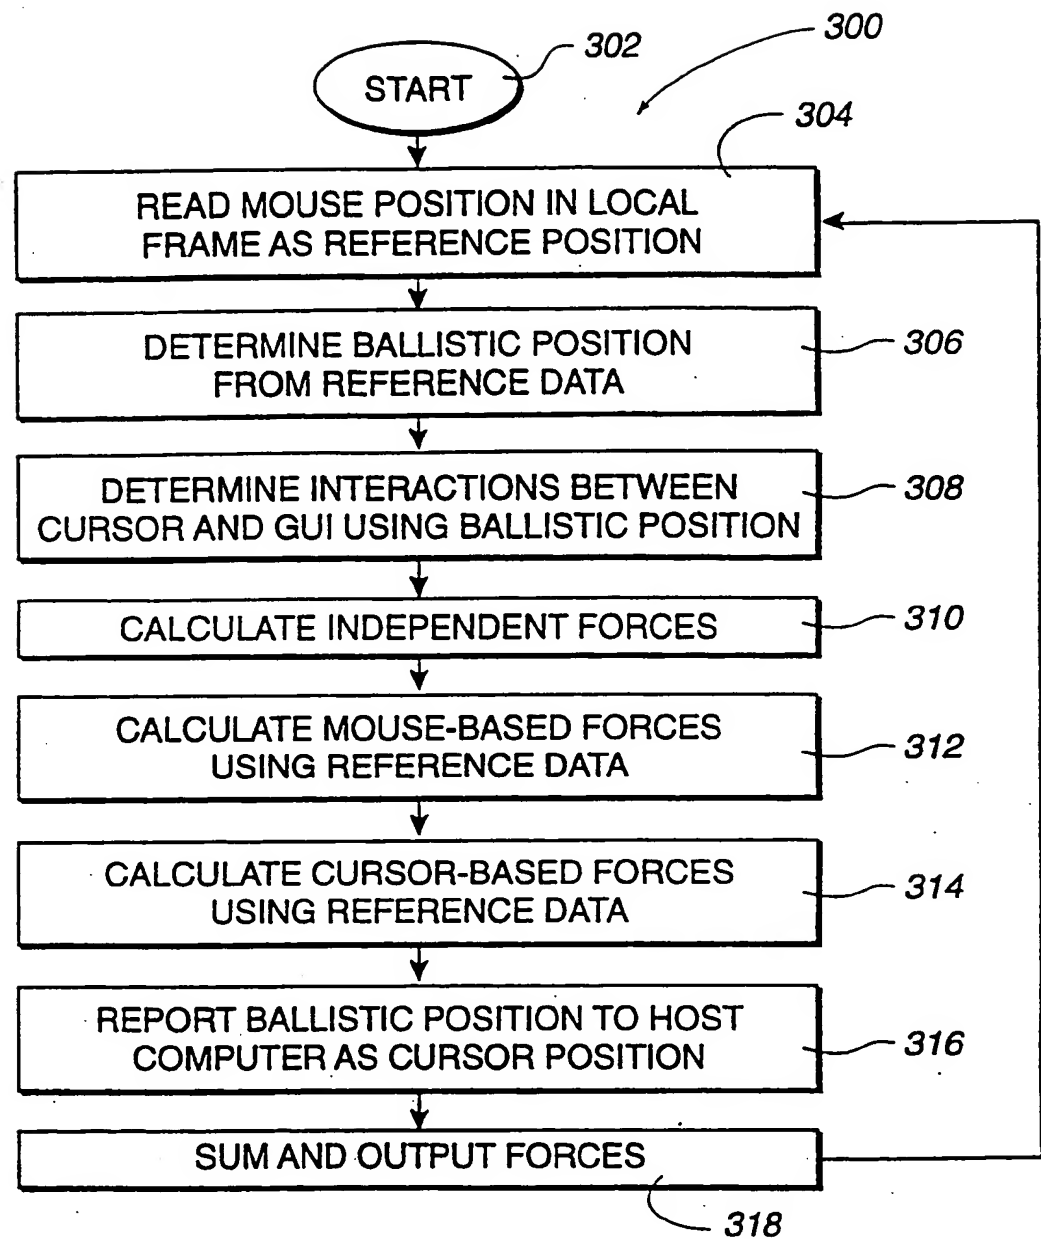 300
302
START
304
READ MOUSE POSITION IN LOCAL
FRAME AS REFERENCE POSITION
306
DETERMINE BALLISTIC POSITION
FROM REFERENCE DATA
308
DETERMINE INTERACTIONS BETWEEN
CURSOR AND GUI USING BALLISTIC POSITION
310
CALCULATE INDEPENDENT FORCES
312
CALCULATE MOUSE-BASED FORCES
USING REFERENCE DATA
314
CALCULATE CURSOR-BASED FORCES
USING REFERENCE DATA
316
REPORT BALLISTIC POSITION TO HOST
COMPUTER AS CURSOR POSITION
SUM AND OUTPUT FORCES
318